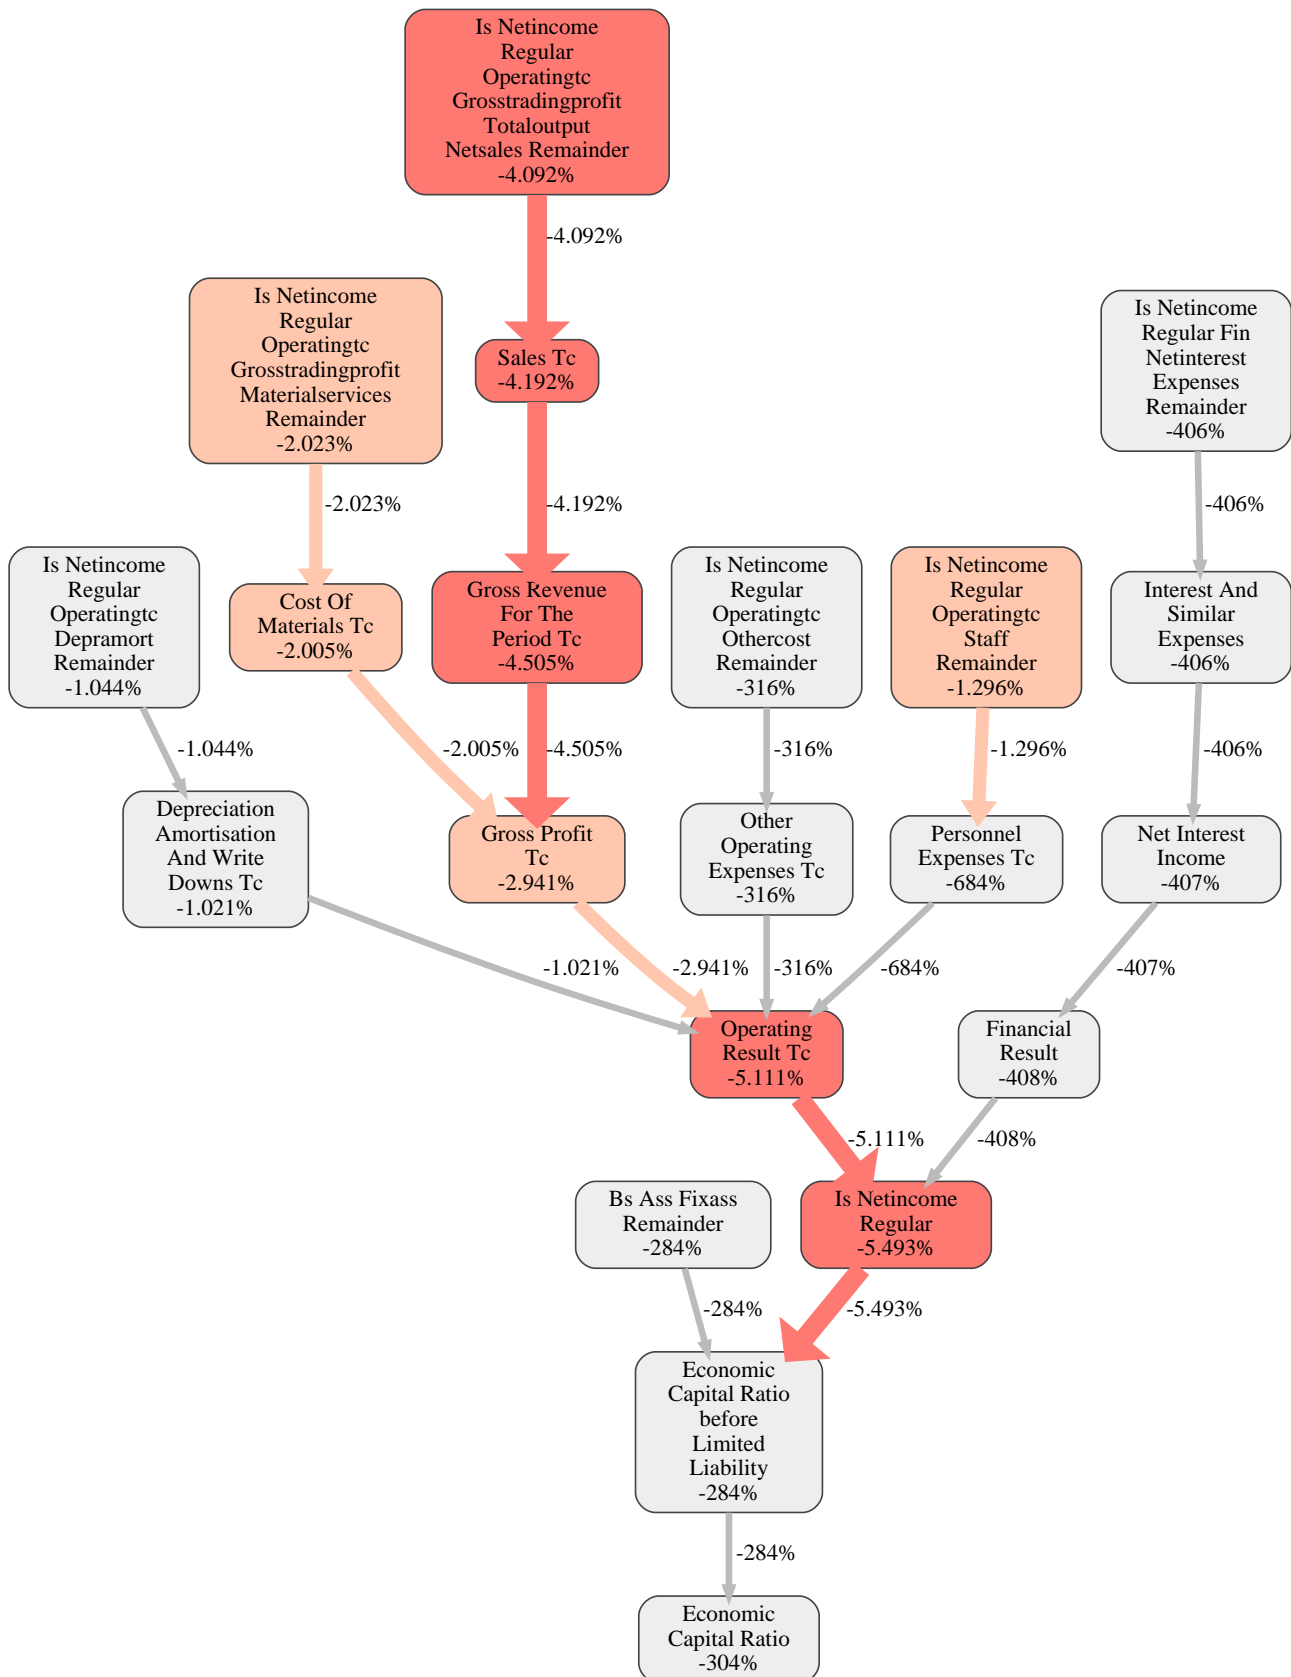 Is Netincome
Regular
Operatingtc
Grosstradingprofit
Totaloutput
Netsales Remainder
-4.092%
-4.092%
Is Netincome
Regular
Operatingtc
Grosstradingprofit
Materialservices
Remainder
-2.023%
Is Netincome
Regular Fin
Netinterest
Expenses
Remainder
-406%
Sales Tc
-4.192%
-2.023%
-4.192%
-406%
Is Netincome
Regular
Operatingtc
Depramort
Remainder
-1.044%
Cost Of
Materials Tc
-2.005%
Gross Revenue
For The
Period Tc
-4.505%
Is Netincome
Regular
Operatingtc
Othercost
Remainder
-316%
Is Netincome
Regular
Operatingtc
Staff
Remainder
-1.296%
Interest And
Similar
Expenses
-406%
-1.044%
-2.005%
-4.505%
-316%
-1.296%
-406%
Depreciation
Amortisation
And Write
Downs Tc
-1.021%
Gross Profit
Tc
-2.941%
Other
Operating
Expenses Tc
-316%
Personnel
Expenses Tc
-684%
Net Interest
Income
-407%
-1.021%
-2.941%
-316%
-684%
-407%
Operating
Result Tc
-5.111%
Financial
Result
-408%
-5.111%
-408%
Bs Ass Fixass
Remainder
-284%
Is Netincome
Regular
-5.493%
-284%
-5.493%
Economic
Capital Ratio
before
Limited
Liability
-284%
-284%
Economic
Capital Ratio
-304%